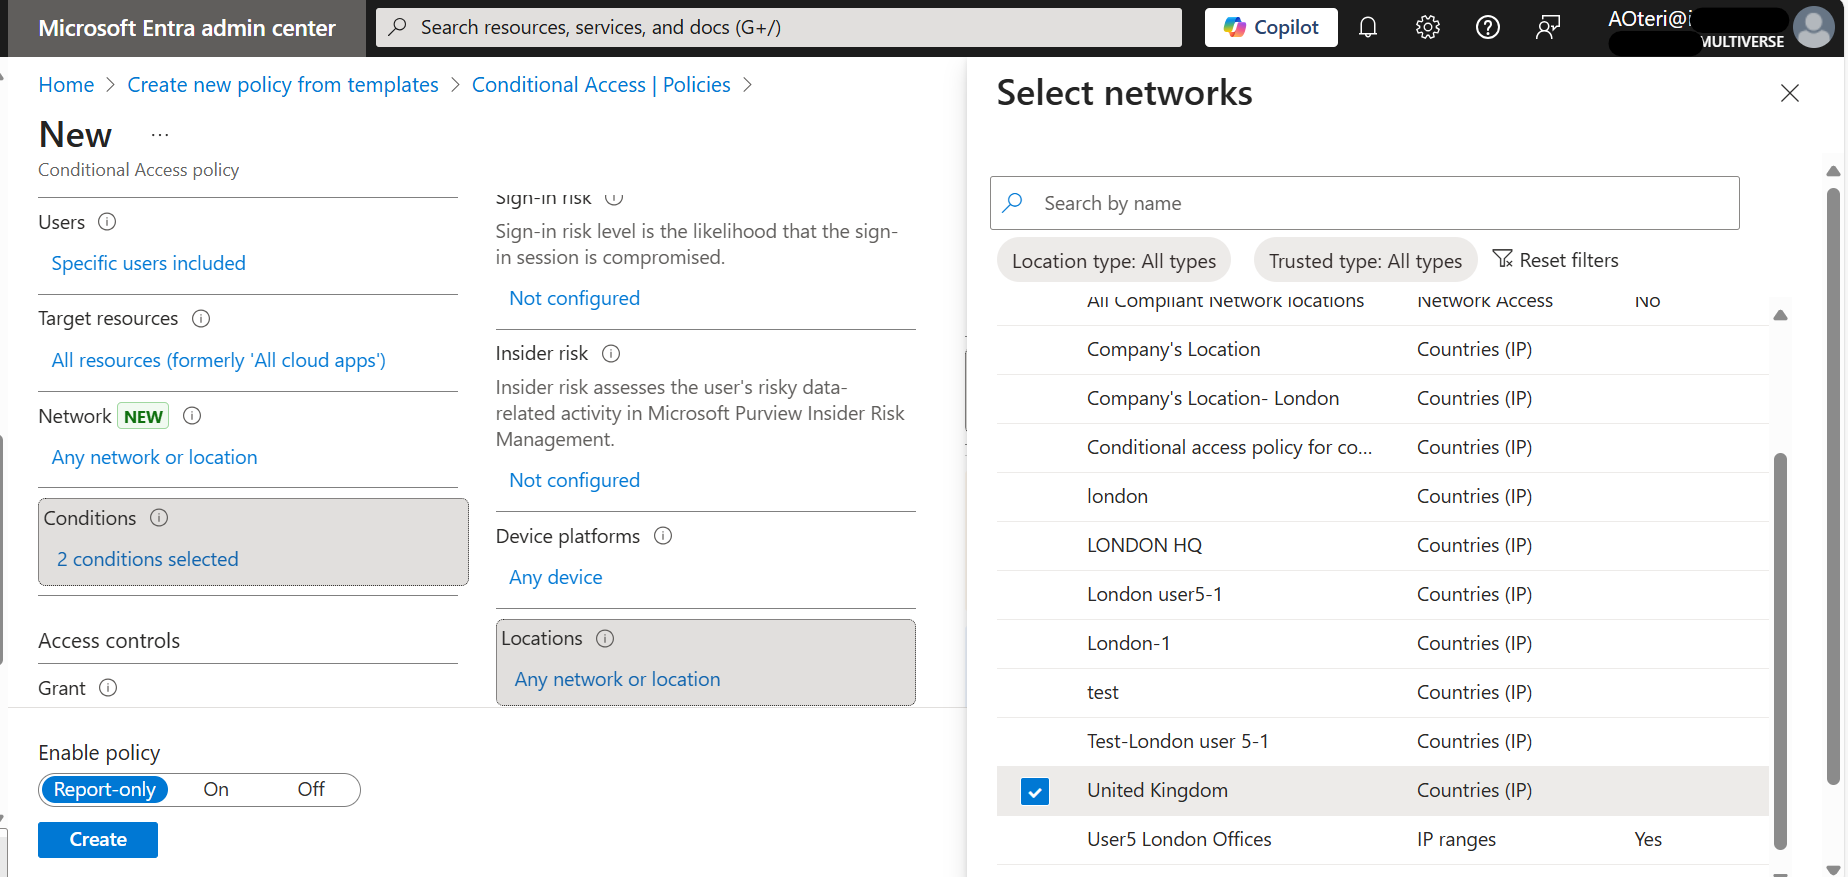 Microsoft Entra admin center
Search resources, services, and docs (G+/)
Copilot
AOteri@
MULTIVERSE
Home > Create new policy from templates > Conditional Access | Policies >
New ...
Conditional Access policy
Users
Specific users included
Target resources
All resources (formerly 'All cloud apps')
Network NEW
Any network or location
Conditions
2 conditions selected
Access controls
Grant
Sign-in risk
Sign-in risk level is the likelihood that the sign-
in session is compromised.
Not configured
Insider risk
Insider risk assesses the user's risky data-
related activity in Microsoft Purview Insider Risk
Management.
Not configured
Device platforms
Any device
Locations
Any network or location
Enable policy
Report-only On Off
Create
Select networks
Search by name
Location type: All types Trusted type: All types Reset filters
All Compliant Network locations Network Access No
Company's Location Countries (IP)
Company's Location- London Countries (IP)
Conditional access policy for co... Countries (IP)
london Countries (IP)
LONDON HQ Countries (IP)
London user5-1 Countries (IP)
London-1 Countries (IP)
test Countries (IP)
Test-London user 5-1 Countries (IP)
United Kingdom Countries (IP)
User5 London Offices IP ranges Yes